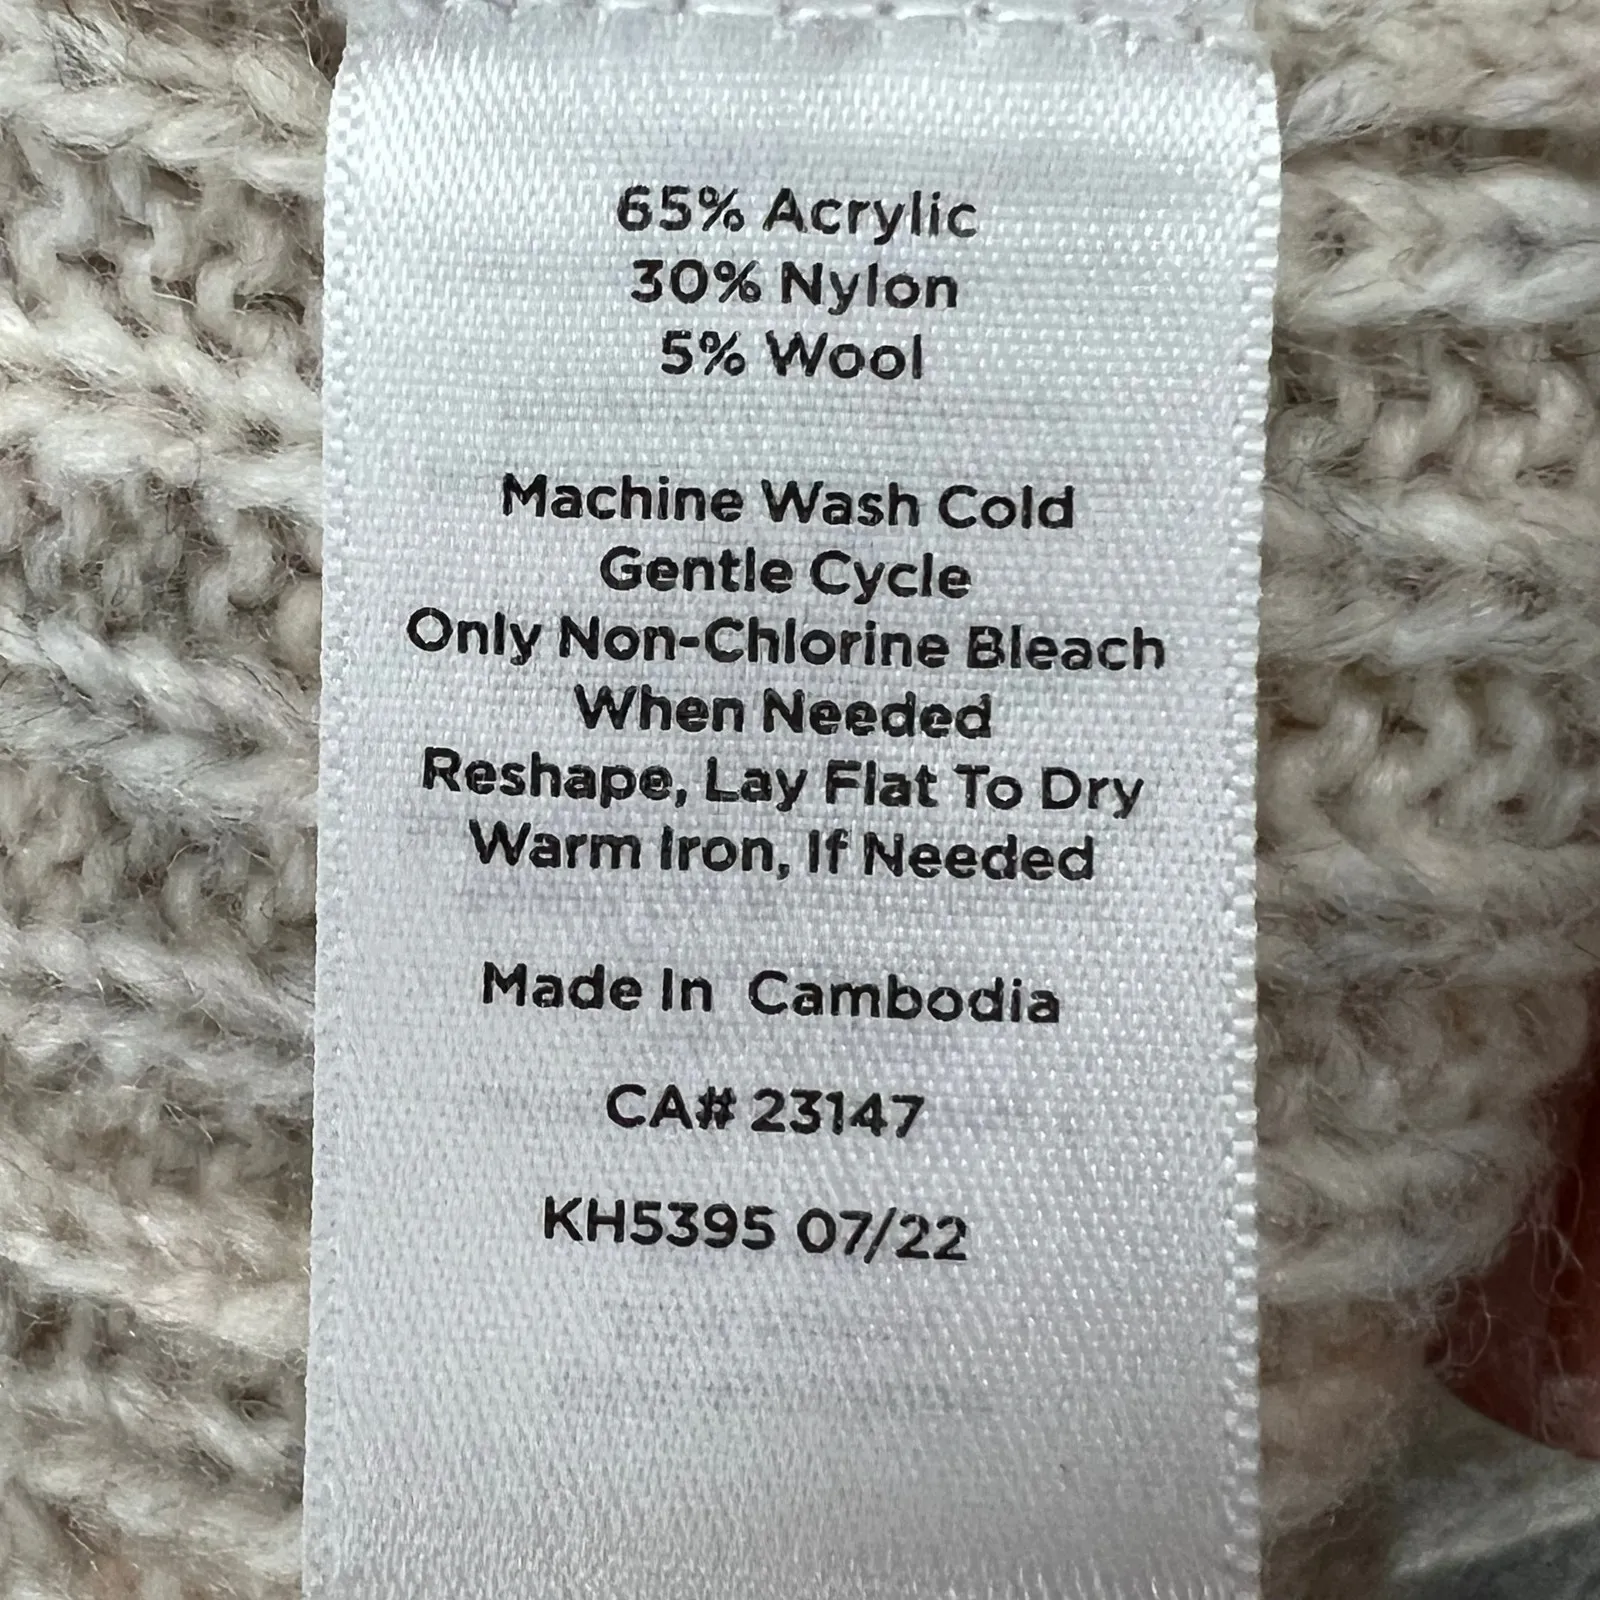 65% Acrylic
30% Nylon
5% Wool
Machine Wash Cold
Gentle Cycle
Only Non-Chlorine Bleach
When Needed
Reshape, Lay Flat To Dry
Warm Iron, If Needed
Made In Cambodia
CA# 23147
KH5395 07/22